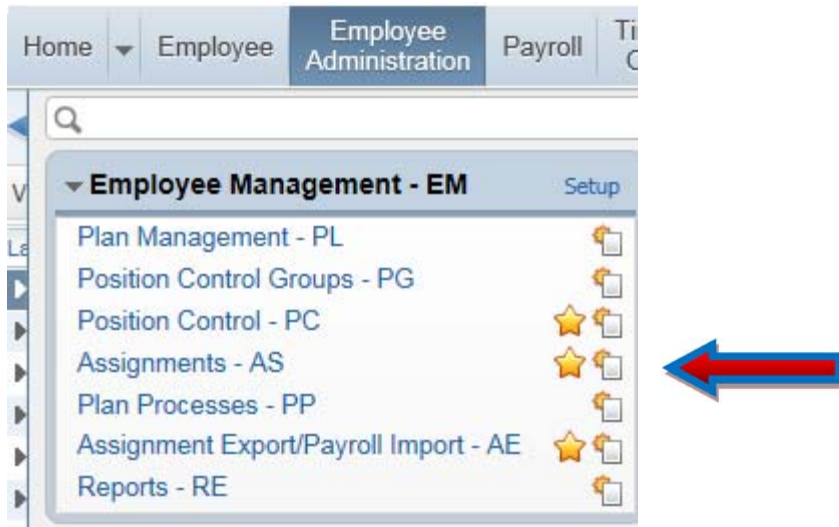 Home Employee Employee Administration Payroll
Employee Management - EM Setup
Plan Management - PL
Position Control Groups - PG
Position Control - PC
Assignments - AS
Plan Processes - PP
Assignment Export/Payroll Import - AE
Reports - RE